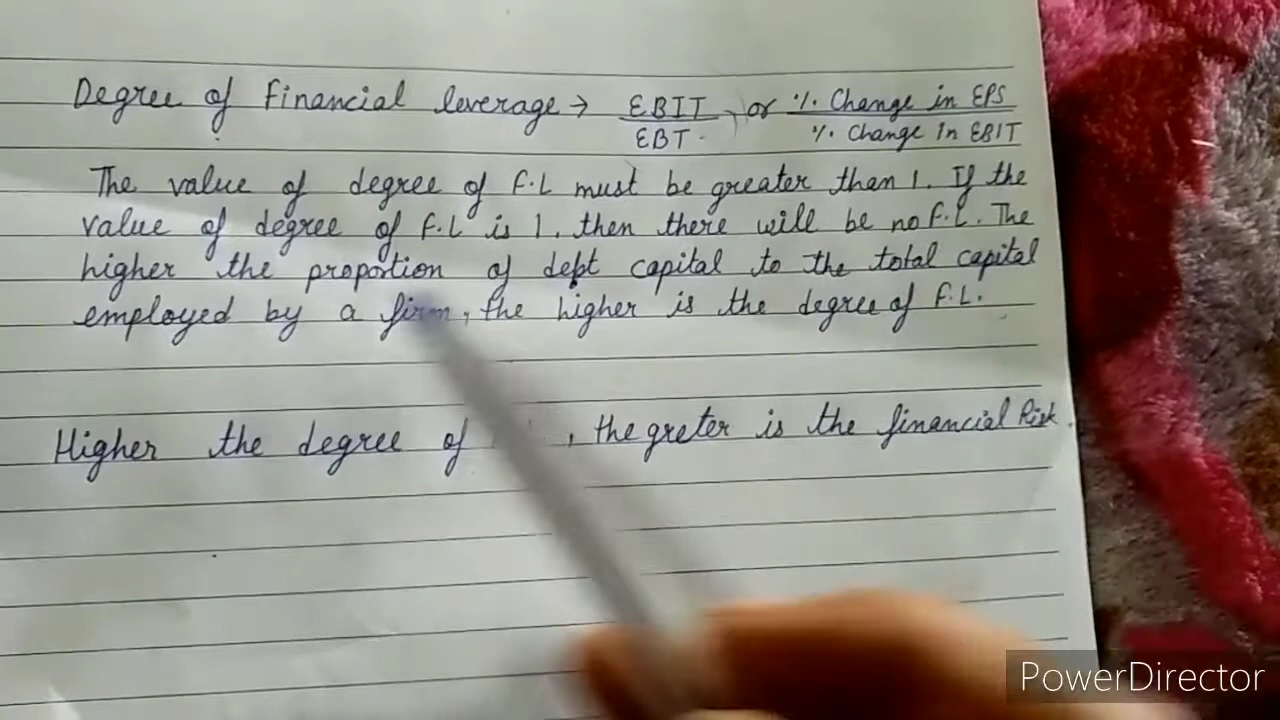 Degree of Financial leverage → EBIT / EBT. or % Change in EPS / % Change In EBIT
The value of degree of F.L must be greater than 1. If the
value of degree of F.L is 1. then there will be no F.L. The
higher the proportion of debt capital to the total capital
employed by a firm, the higher is the degree of F.L.
Higher the degree of , the greter is the financial Risk.
PowerDirector